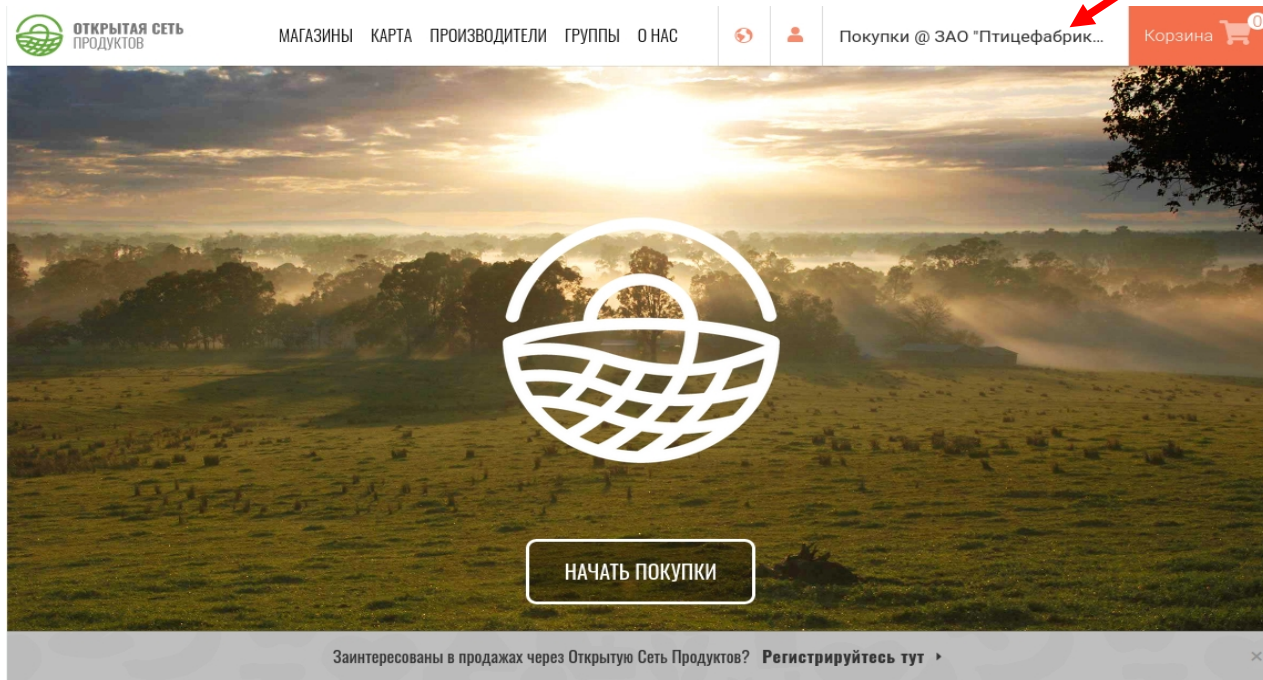 ОТКРЫТАЯ СЕТЬ
ПРОДУКТОВ
МАГАЗИНЫ КАРТА ПРОИЗВОДИТЕЛИ ГРУППЫ О НАС
Покупки @ ЗАО "Птицефабрик...
Корзина 0
НАЧАТЬ ПОКУПКИ
Заинтересованы в продажах через Открытую Сеть Продуктов? Регистрируйтесь тут